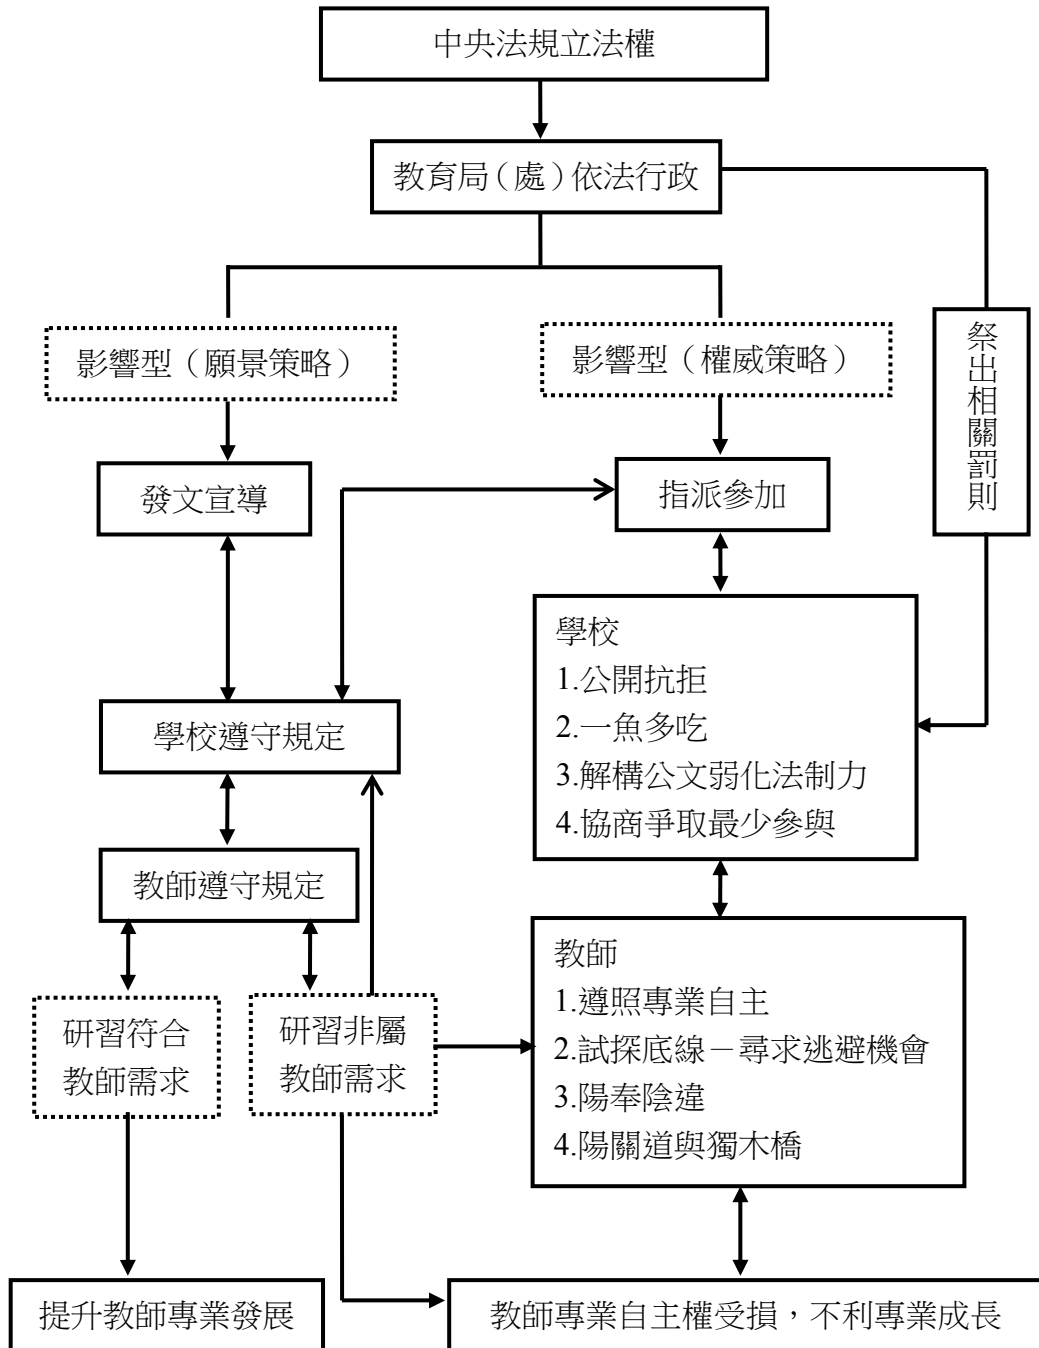 中央法規立法權
教育局（處）依法行政
影響型（願景策略）
影響型（權威策略）
祭出相關罰則
發文宣導
指派參加
學校
1.公開抗拒
2.一魚多吃
3.解構公文弱化法制力
4.協商爭取最少參與
學校遵守規定
教師遵守規定
教師
1.遵照專業自主
2.試探底線－尋求逃避機會
3.陽奉陰違
4.陽關道與獨木橋
研習符合
教師需求
研習非屬
教師需求
提升教師專業發展
教師專業自主權受損，不利專業成長